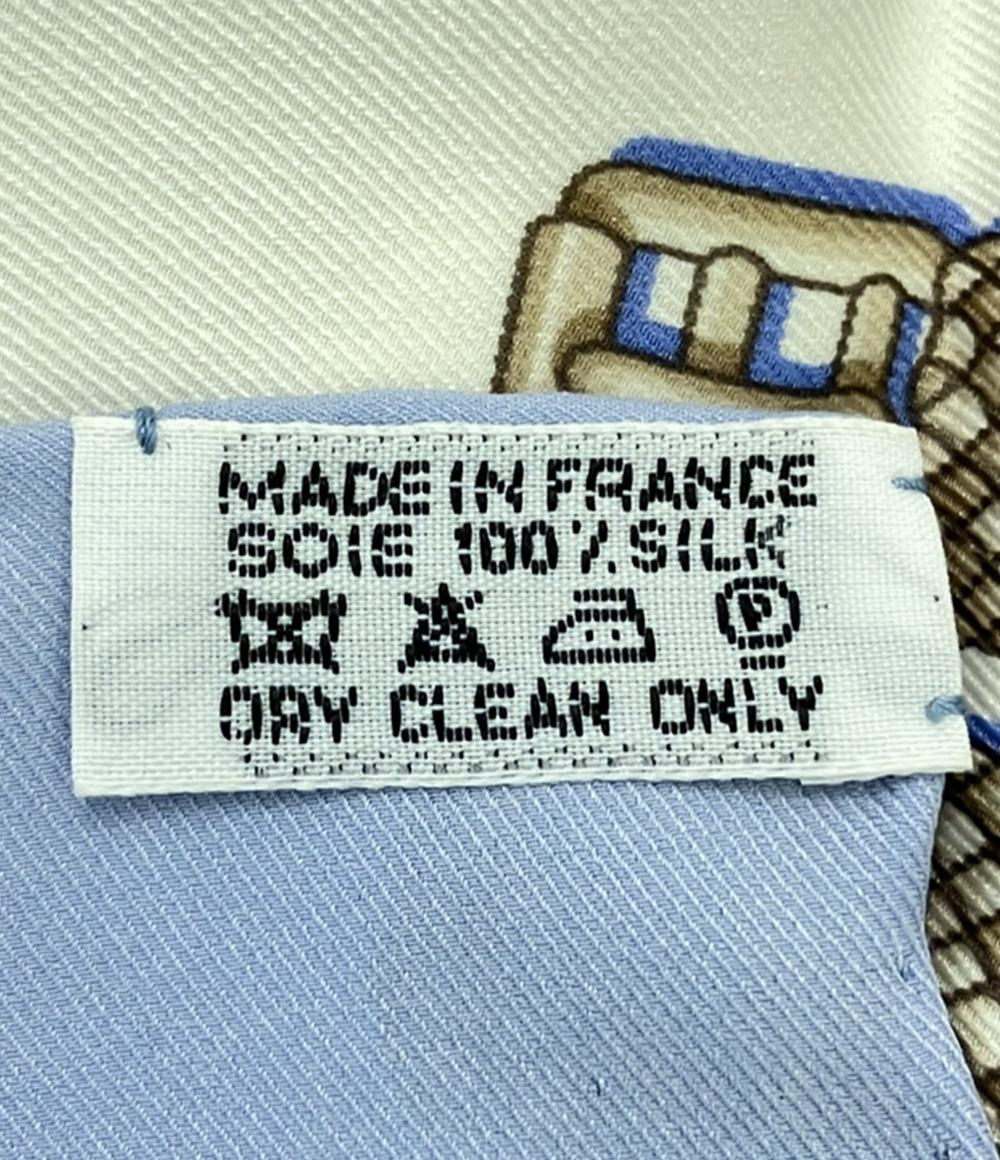 MADE IN FRANCE
SOIE 100% SILK
P
DRY CLEAN ONLY